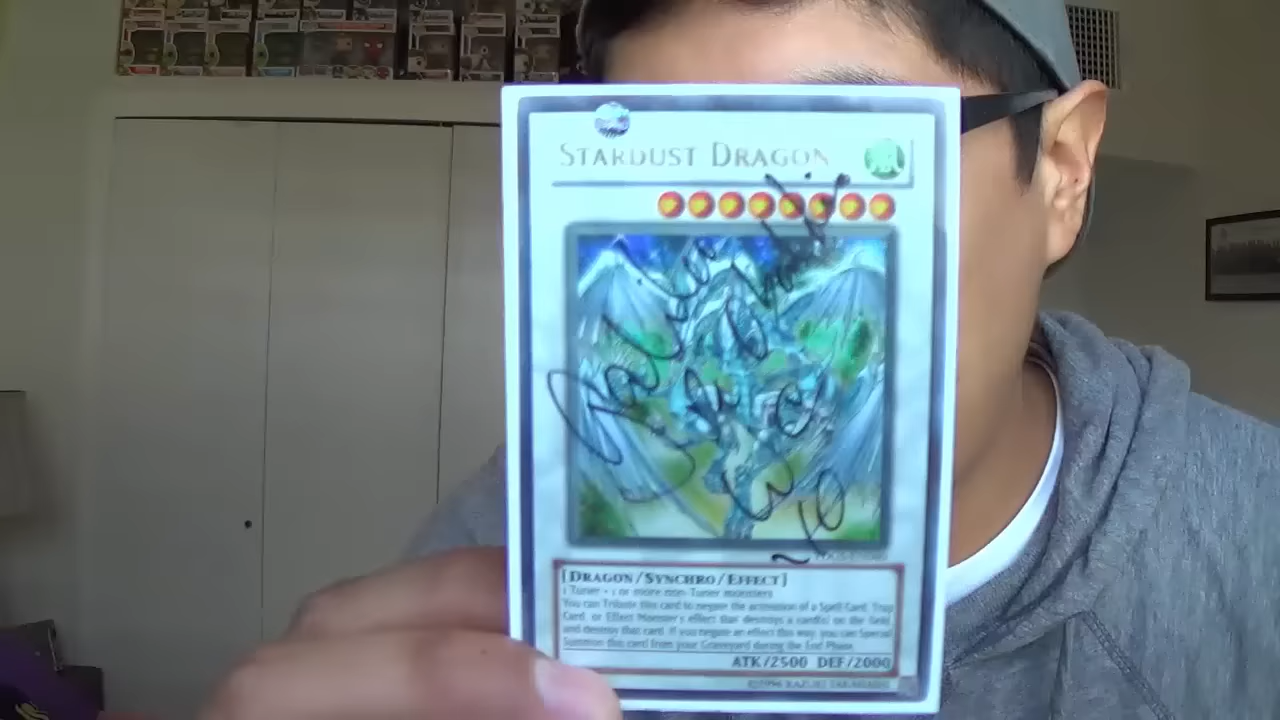 STARDUST DRAGON
[DRAGON/SYNCHRO/EFFECT]
1 Tuner + 1 or more non-Tuner monsters
You can Tribute this card to negate the activation of a Spell Card, Trap
Card, or Effect Monster's effect that destroys a card(s) on the field,
and destroy that card. If you negate an effect this way, you can Special
Summon this card from your Graveyard during the End Phase.
ATK/2500 DEF/2000
©1996 KAZUKI TAKAHASHI